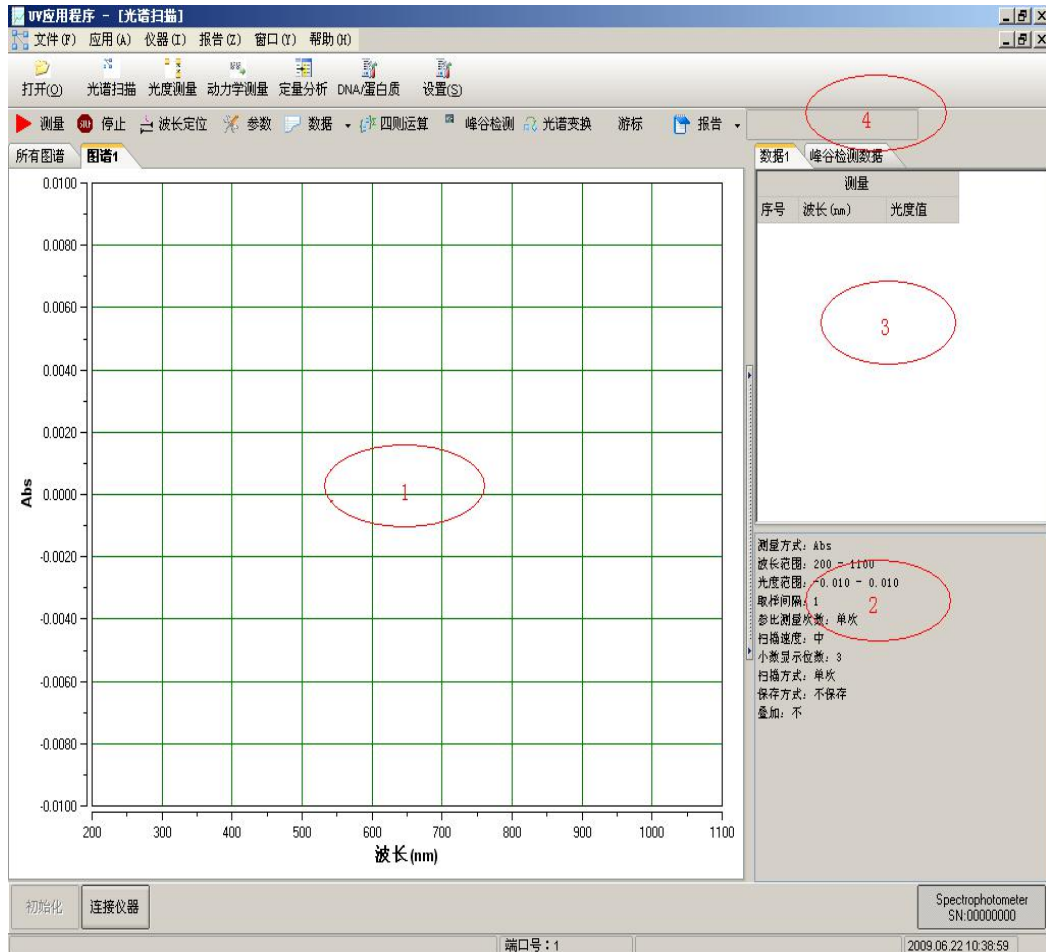 UV应用程序 - [光谱扫描]
文件(F) 应用(A) 仪器(I) 报告(Z) 窗口(Y) 帮助(H)
打开(O) 光谱扫描 光度测量 动力学测量 定量分析 DNA/蛋白质 设置(S)
测量 停止 波长定位 参数 数据 四则运算 峰谷检测 光谱变换 游标 报告
4
所有图谱 图谱1
数据1 峰谷检测数据
测量
序号 波长(nm) 光度值
3
0.0100
0.0080
0.0060
0.0040
0.0020
0.0000
-0.0020
-0.0040
-0.0060
-0.0080
-0.0100
Abs
1
200 300 400 500 600 700 800 900 1000 1100
波长(nm)
测量方式: Abs
波长范围: 200 - 1100
光度范围: -0.010 - 0.010
取样间隔: 1
2
参比测量次数: 单次
扫描速度: 中
小数显示位数: 3
扫描方式: 单次
保存方式: 不保存
叠加: 不
初始化 连接仪器
Spectrophotometer
SN:00000000
端口号:1
2009.06.22 10:38:59